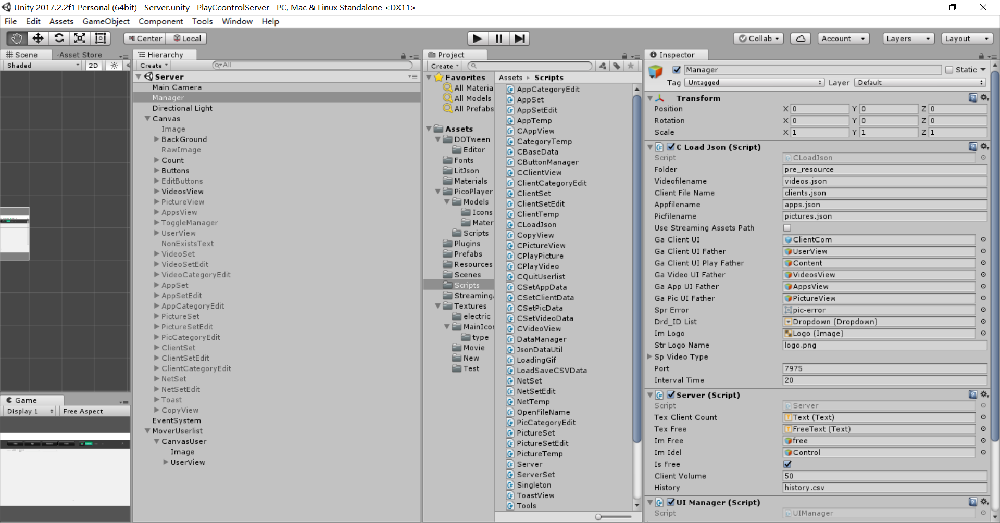 Unity 2017.2.2f1 Personal (64bit) - Server.unity - PlayCcontrolServer - PC, Mac & Linux Standalone <DX11>
File Edit Assets GameObject Component Tools Window Help
Center Local
Collab Account Layers Layout
Scene Asset Store
Shaded 2D
Hierarchy
Create All
Server
Main Camera
Manager
Directional Light
Canvas
Image
BackGround
RawImage
Count
Buttons
EditButtons
VideosView
PictureView
AppsView
ToggleManager
UserView
NonExistsText
VideoSet
VideoSetEdit
VideoCategoryEdit
AppSet
AppSetEdit
AppCategoryEdit
PictureSet
PictureSetEdit
PicCategoryEdit
ClientSet
ClientSetEdit
ClientCategoryEdit
NetSet
NetSetEdit
Toast
CopyView
EventSystem
MoverUserlist
CanvasUser
Image
UserView
Game
Display 1 Free Aspect
Project
Create
Favorites
All Materia
All Models
All Prefabs
Assets
DOTween
Editor
Fonts
LitJson
Materials
PicoPlayer
Models
Icons
Mater
Scripts
Plugins
Prefabs
Resources
Scenes
Scripts
Streaming
Textures
electric
MainIcor
type
Movie
New
Test
Assets Scripts
AppCategoryEdit
AppSet
AppSetEdit
AppTemp
CAppView
CategoryTemp
CBaseData
CButtonManager
CClientView
ClientCategoryEdit
ClientSet
ClientSetEdit
ClientTemp
CLoadJson
CopyView
CPictureView
CPlayPicture
CPlayVideo
CQuitUserlist
CSetAppData
CSetClientData
CSetPicData
CSetVideoData
CVideoView
DataManager
JsonDataUtil
LoadingGif
LoadSaveCSVData
NetSet
NetSetEdit
NetTemp
OpenFileName
PicCategoryEdit
PictureSet
PictureSetEdit
PictureTemp
Server
ServerSet
Singleton
ToastView
Tools
Inspector
Manager Static
Tag Untagged Layer Default
Transform
Position X 0 Y 0 Z 0
Rotation X 0 Y 0 Z 0
Scale X 1 Y 1 Z 1
C Load Json (Script)
Script CLoadJson
Folder pre_resource
Videofilename videos.json
Client File Name clients.json
Appfilename apps.json
Picfilename pictures.json
Use Streaming Assets Path
Ga Client UI ClientCom
Ga Client UI Father UserView
Ga Client UI Play Father Content
Ga Video UI Father VideosView
Ga App UI Father AppsView
Ga Pic UI Father PictureView
Spr Error pic-error
Drd_ID List Dropdown (Dropdown)
Im Logo Logo (Image)
Str Logo Name logo.png
Sp Video Type
Port 7975
Interval Time 20
Server (Script)
Script Server
Tex Client Count Text (Text)
Tex Free FreeText (Text)
Im Free free
Im Idel Control
Is Free
Client Volume 50
History history.csv
UI Manager (Script)
Script UIManager